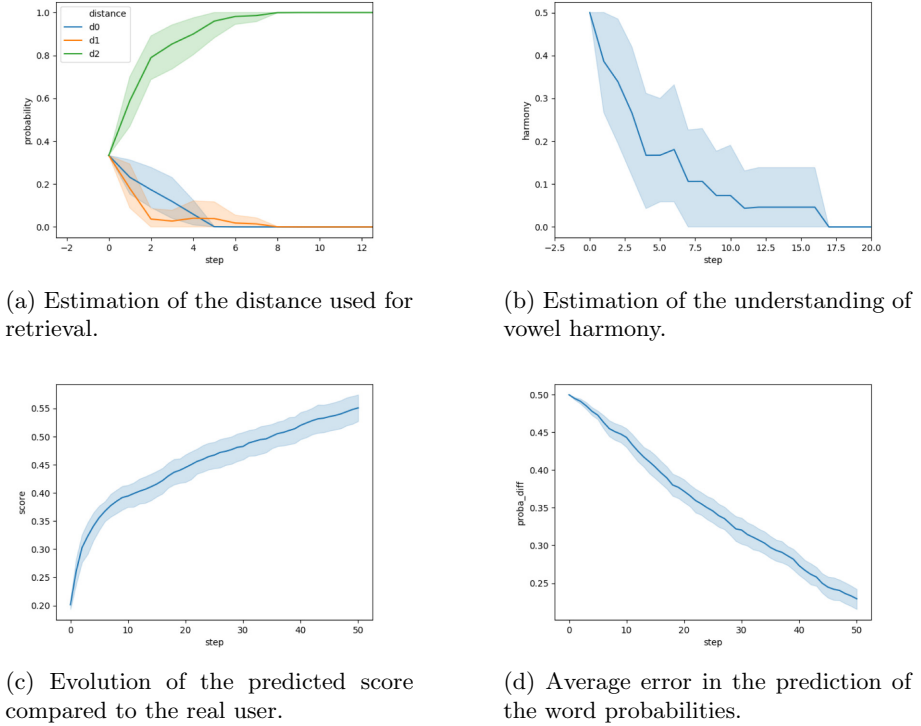 distance
d0
d1
d2
1.0
0.8
0.6
0.4
0.2
0.0
probability
−2 0 2 4 6 8 10 12
step
0.5
0.4
0.3
0.2
0.1
0.0
harmony
−2.5 0.0 2.5 5.0 7.5 10.0 12.5 15.0 17.5 20.0
step
(a) Estimation of the distance used for
retrieval.
(b) Estimation of the understanding of
vowel harmony.
0.55
0.50
0.45
0.40
0.35
0.30
0.25
0.20
score
0 10 20 30 40 50
step
0.50
0.45
0.40
0.35
0.30
0.25
proba_diff
0 10 20 30 40 50
step
(c) Evolution of the predicted score
compared to the real user.
(d) Average error in the prediction of
the word probabilities.